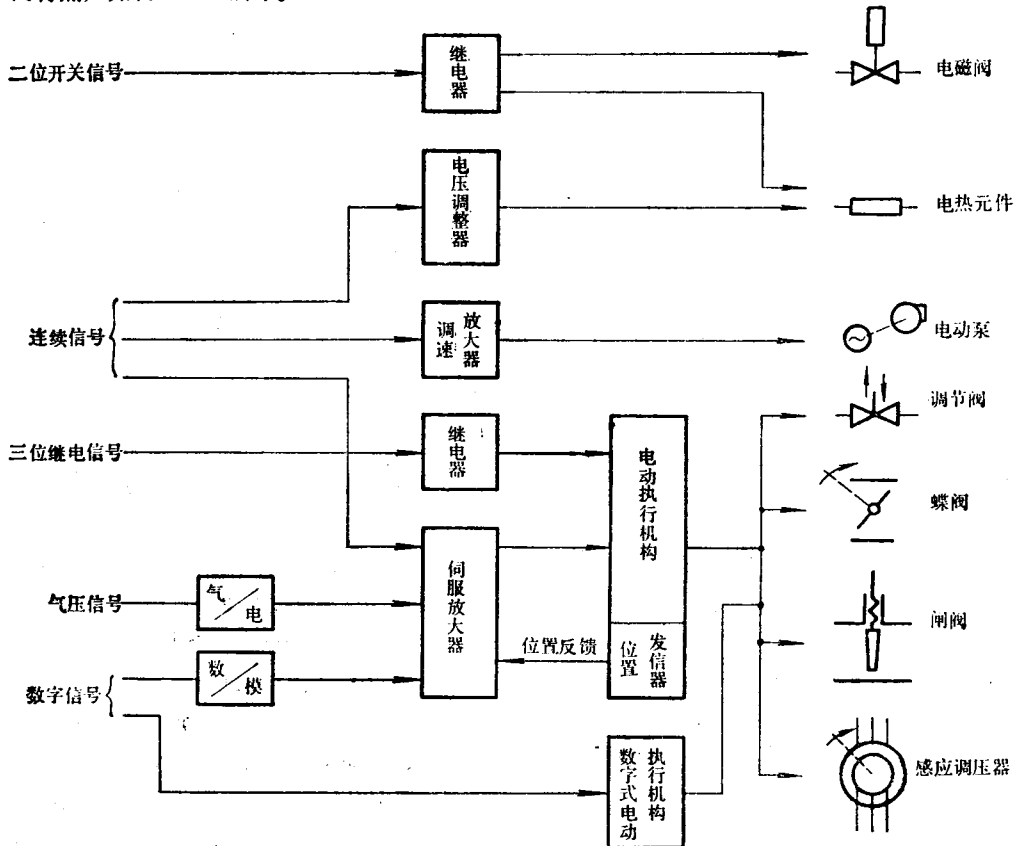 二位开关信号
继电器
电磁阀
电压调整器
电热元件
连续信号
调速
放大器
电动泵
调节阀
三位继电信号
继电器
电动执行机构
蝶阀
伺服放大器
气压信号
气/电
闸阀
位置反馈
位置
发信器
数字信号
数/模
数字式电动
执行机构
感应调压器